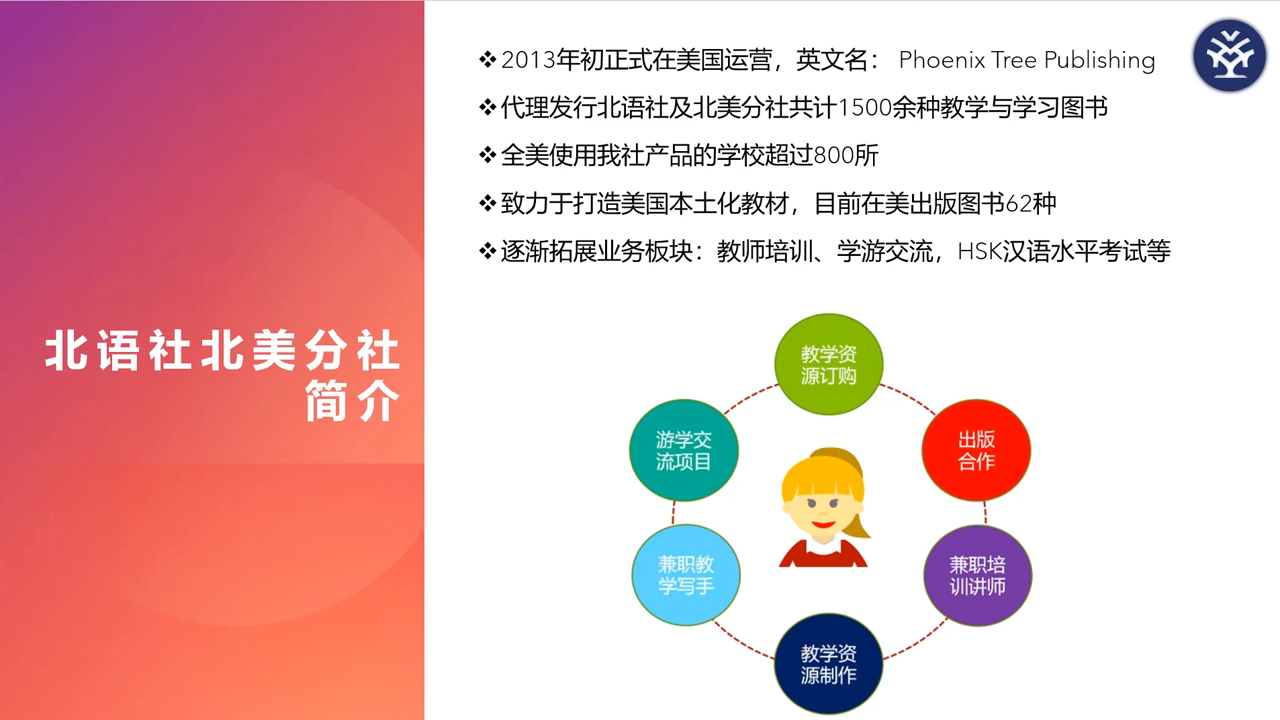 北语社北美分社
简介
❖2013年初正式在美国运营，英文名： Phoenix Tree Publishing
❖代理发行北语社及北美分社共计1500余种教学与学习图书
❖全美使用我社产品的学校超过800所
❖致力于打造美国本土化教材，目前在美出版图书62种
❖逐渐拓展业务板块：教师培训、学游交流，HSK汉语水平考试等
教学资
源订购
出版
合作
兼职培
训讲师
教学资
源制作
兼职教
学写手
游学交
流项目